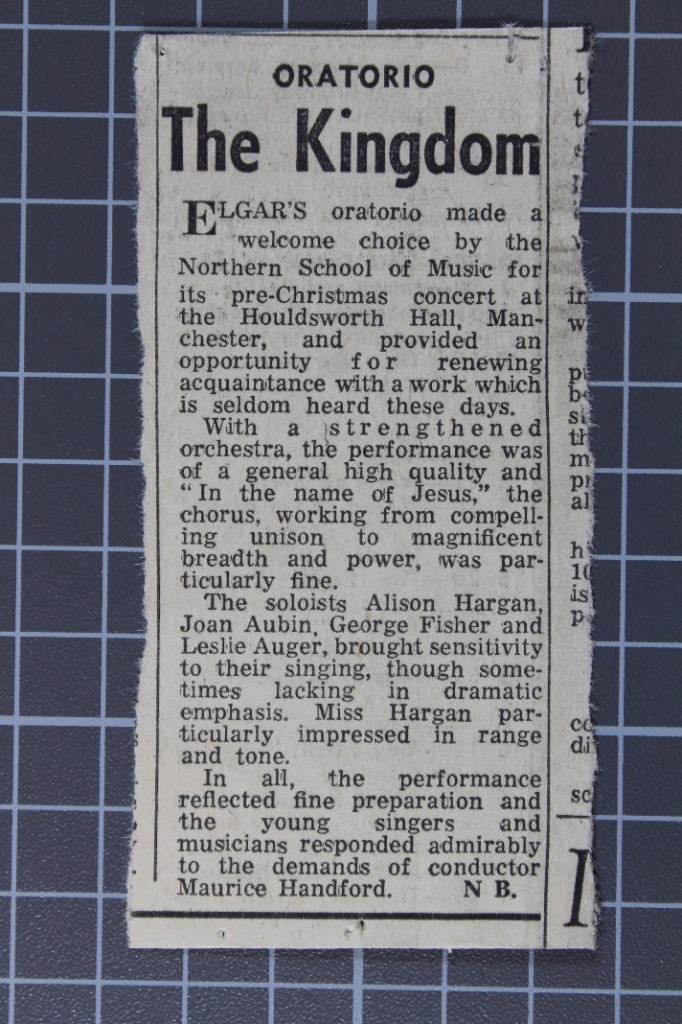 ORATORIO
The Kingdom
ELGAR'S oratorio made a
welcome choice by the
Northern School of Music for
its pre-Christmas concert at
the Houldsworth Hall, Man-
chester, and provided an
opportunity for renewing
acquaintance with a work which
is seldom heard these days.
With a strengthened
orchestra, the performance was
of a general high quality and
"In the name of Jesus," the
chorus, working from compell-
ing unison to magnificent
breadth and power, was par-
ticularly fine.
The soloists Alison Hargan,
Joan Aubin, George Fisher and
Leslie Auger, brought sensitivity
to their singing, though some-
times lacking in dramatic
emphasis. Miss Hargan par-
ticularly impressed in range
and tone.
In all, the performance
reflected fine preparation and
the young singers and
musicians responded admirably
to the demands of conductor
Maurice Handford. N B.